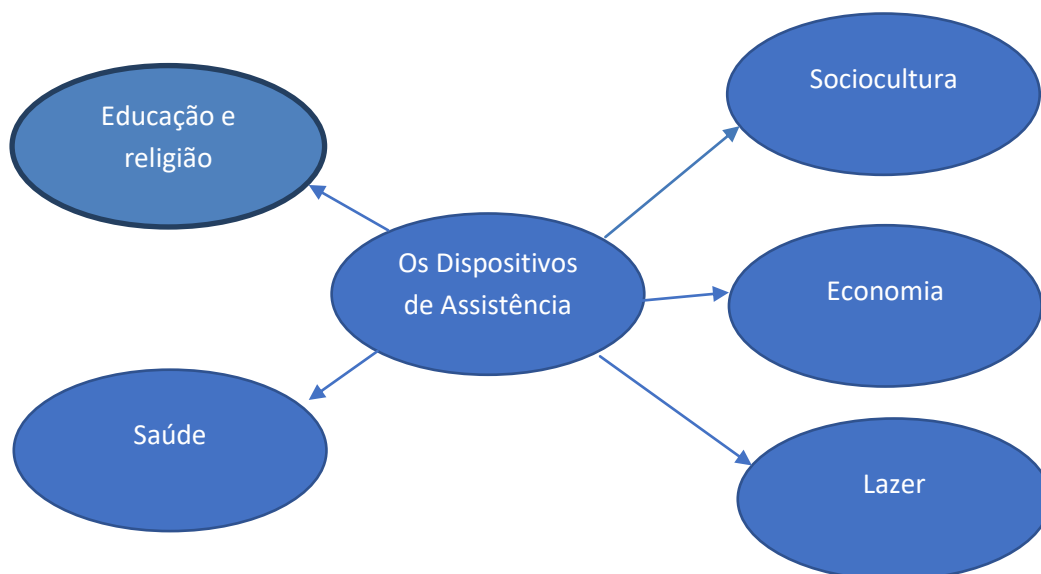 Educação e
religião
Sociocultura
Os Dispositivos
de Assistência
Economia
Saúde
Lazer